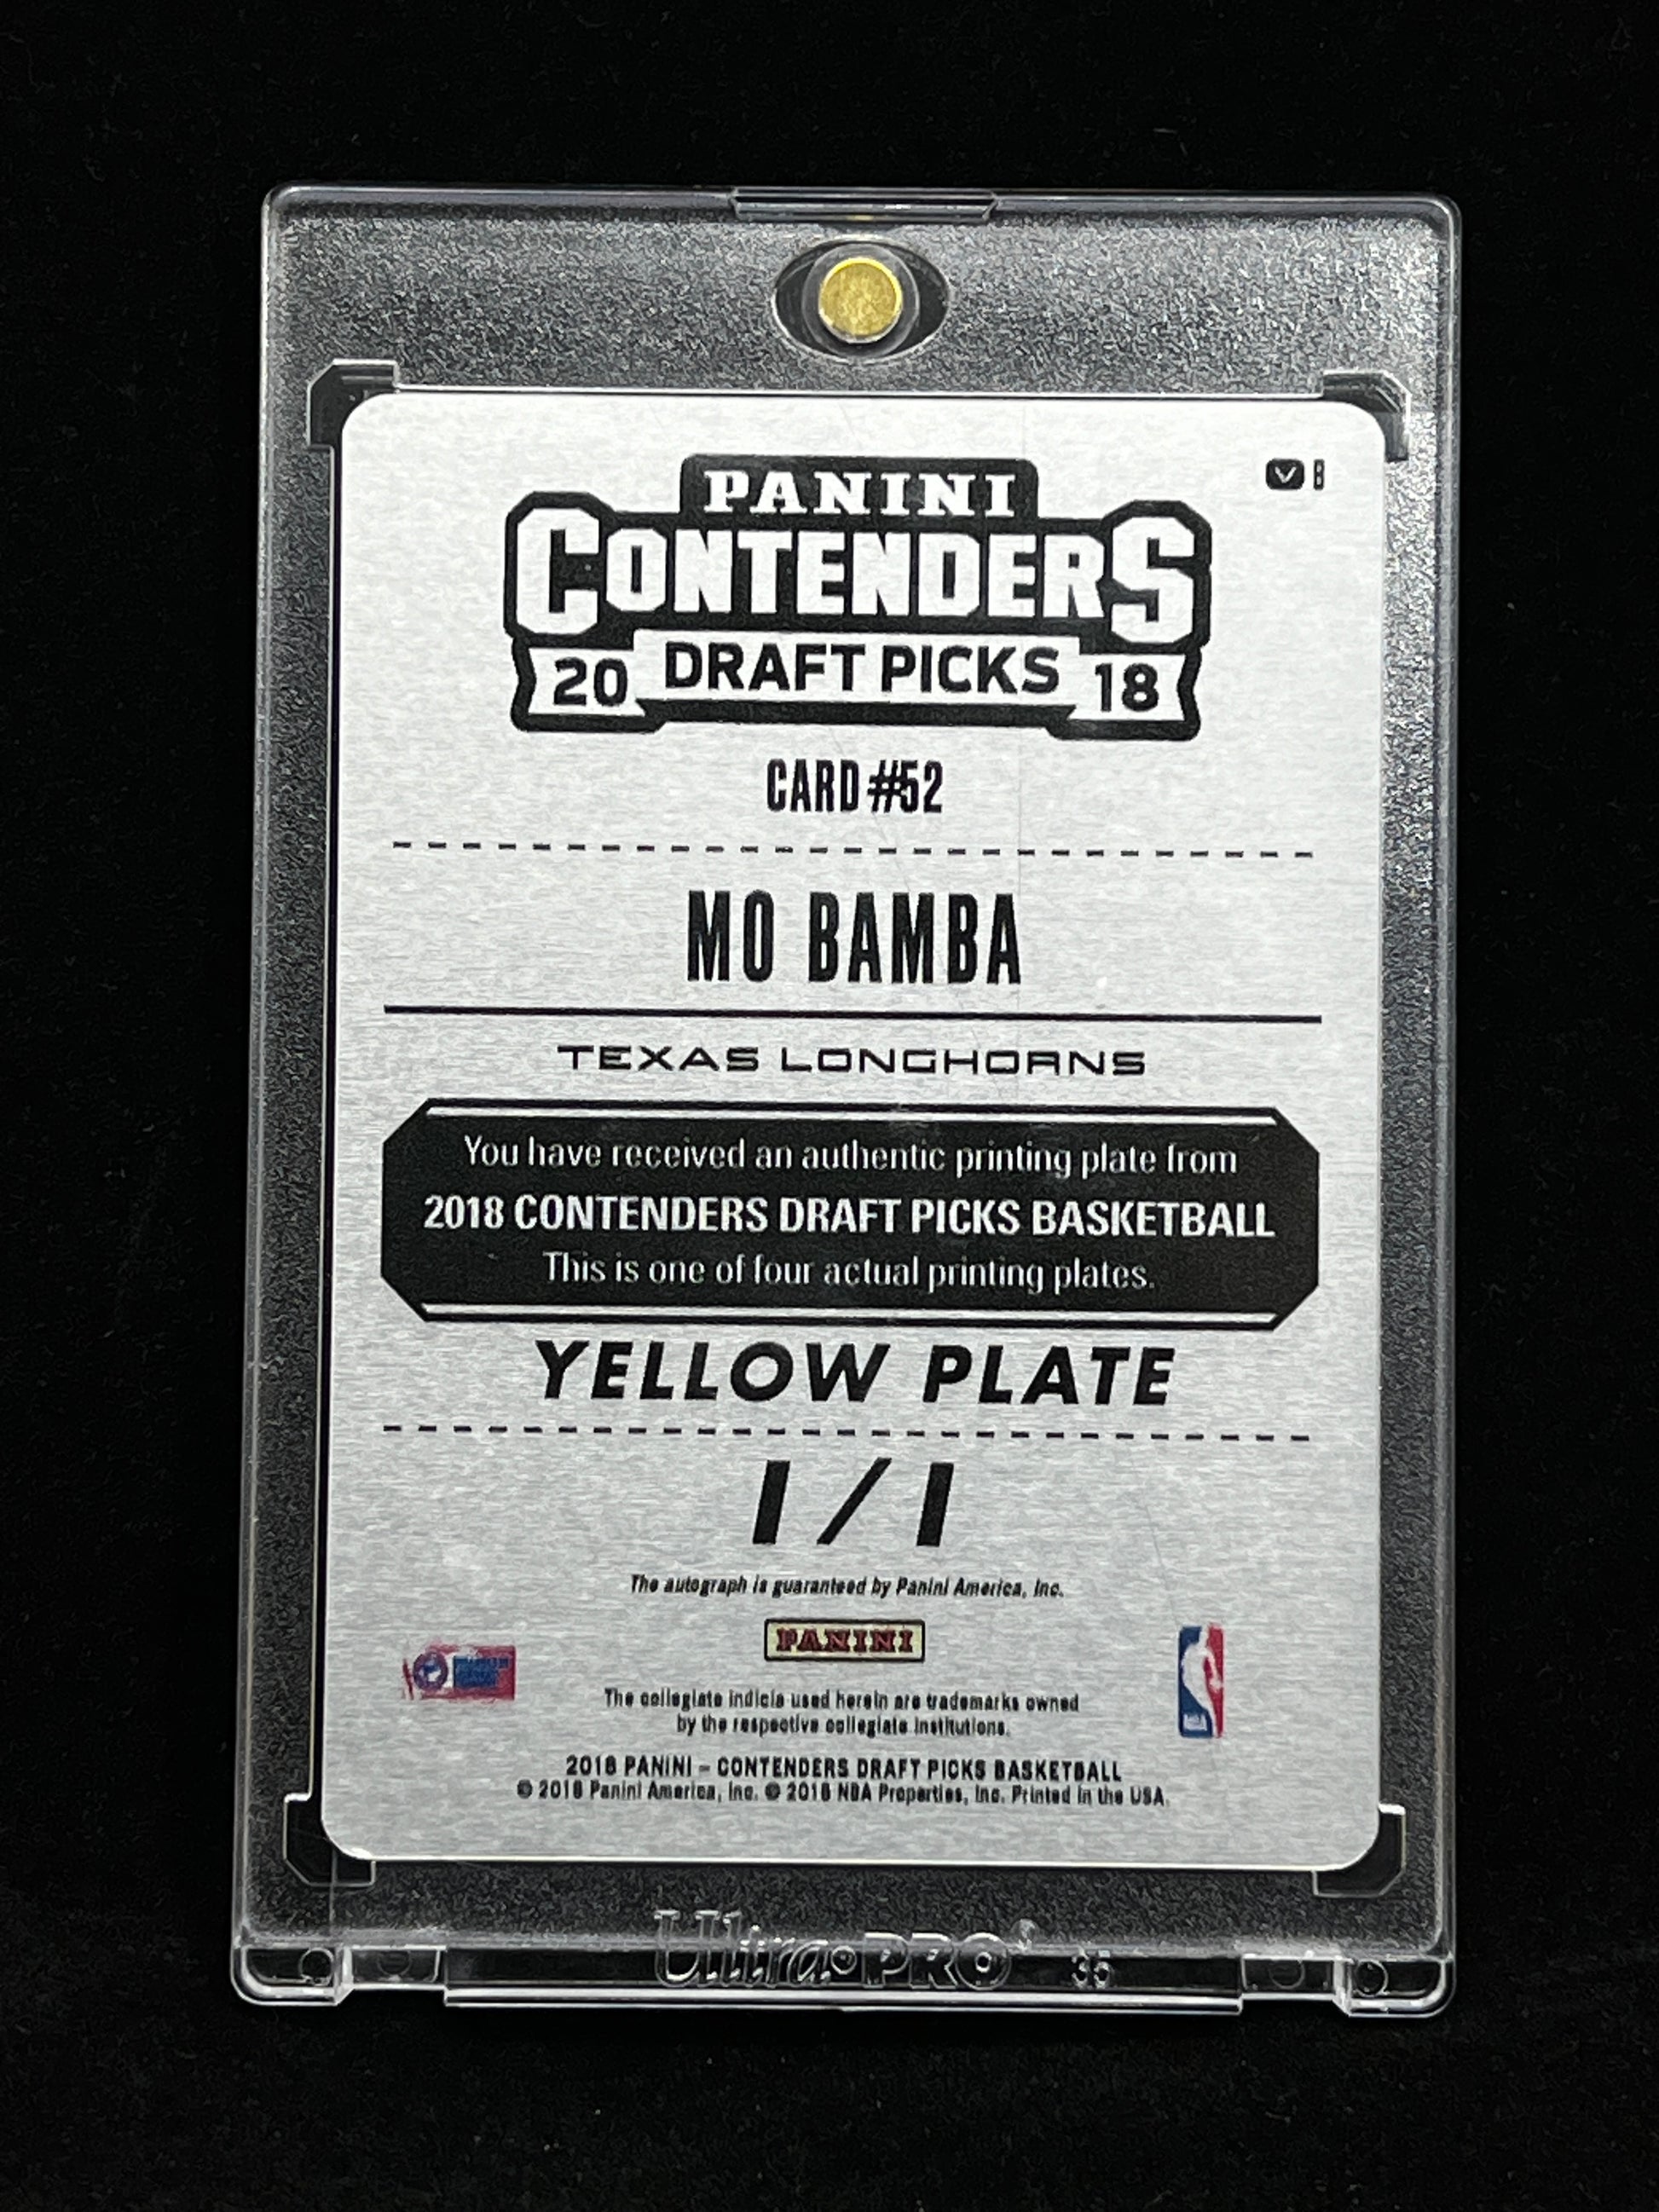 PANINI
CONTENDERS
20 DRAFT PICKS 18
CARD #52
MO BAMBA
TEXAS LONGHORNS
You have received an authentic printing plate from
2018 CONTENDERS DRAFT PICKS BASKETBALL
This is one of four actual printing plates.
YELLOW PLATE
1/1
The autograph is guaranteed by Panini America, Inc.
PANINI
The collegiate indicia used herein are trademarks owned
by the respective collegiate institutions.
2018 PANINI – CONTENDERS DRAFT PICKS BASKETBALL
© 2018 Panini America, Inc. © 2018 NBA Properties, Inc. Printed in the USA.
Ultra•PRO® 35